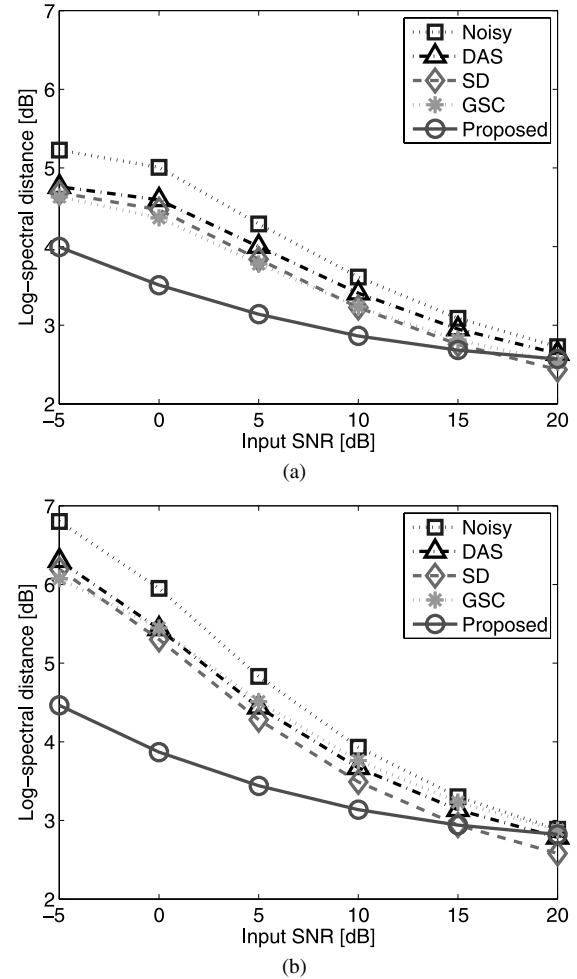 7
6
5
4
3
2
Log-spectral distance [dB]
Noisy
DAS
SD
GSC
Proposed
-5 0 5 10 15 20
Input SNR [dB]
(a)
7
6
5
4
3
2
Log-spectral distance [dB]
Noisy
DAS
SD
GSC
Proposed
-5 0 5 10 15 20
Input SNR [dB]
(b)